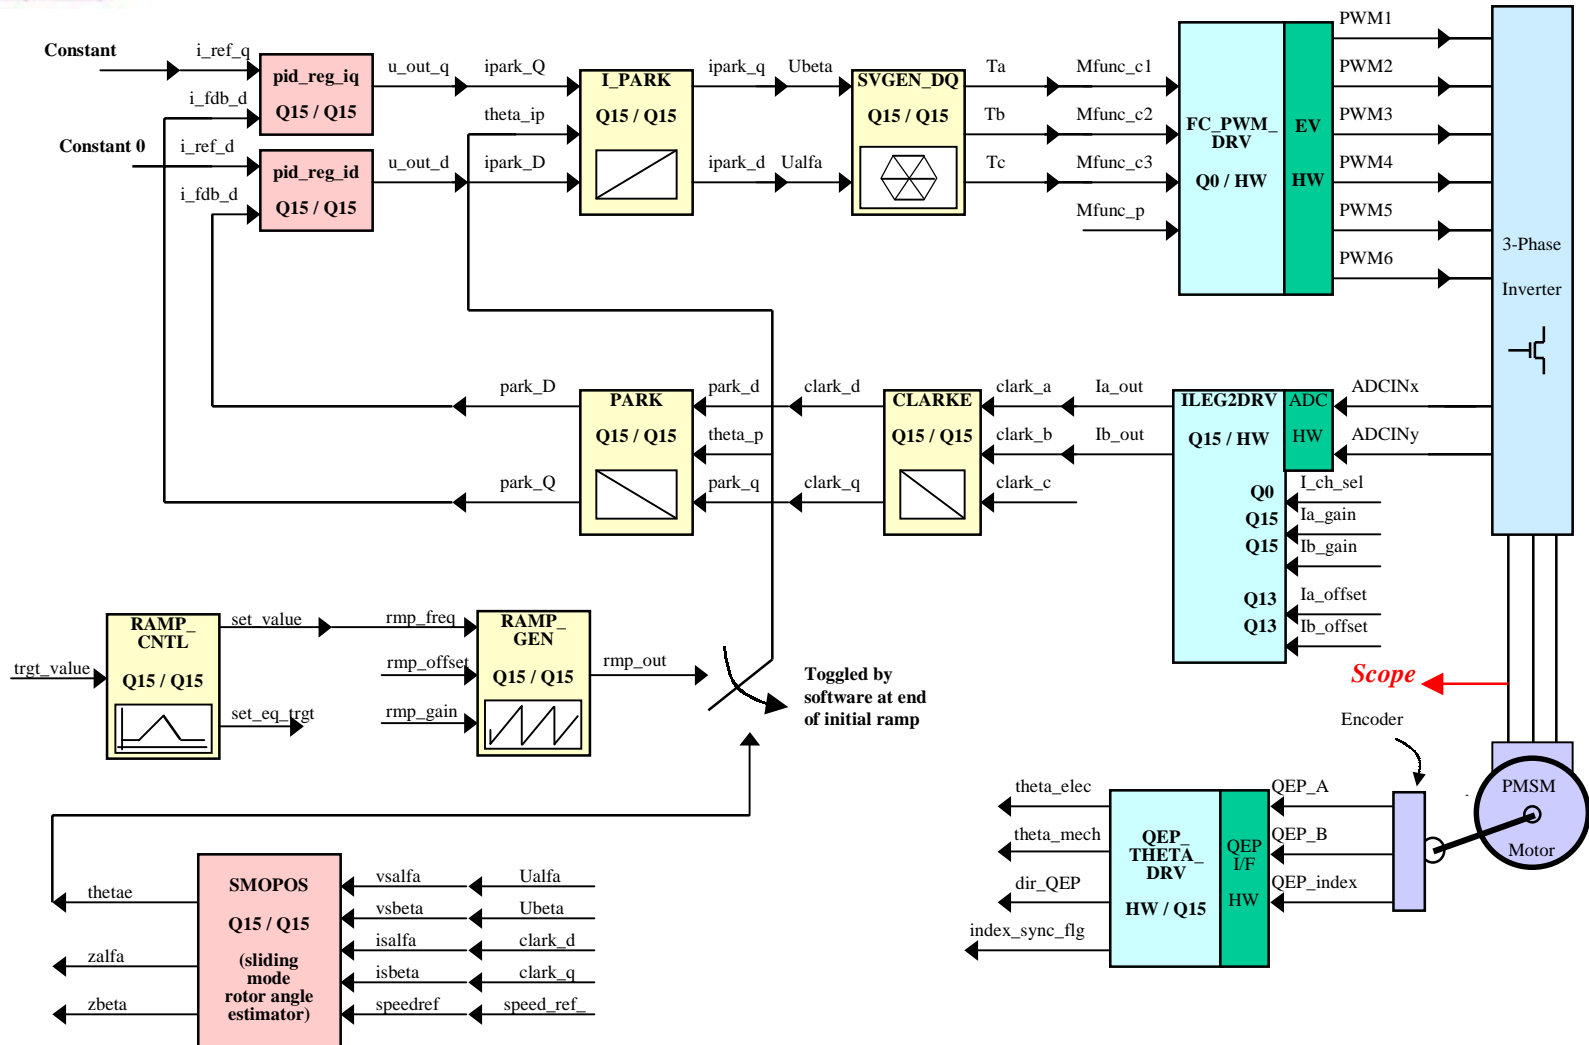 Constant
i_ref_q
i_fdb_d
Constant 0
i_ref_d
i_fdb_d
pid_reg_iq
Q15 / Q15
pid_reg_id
Q15 / Q15
u_out_q
u_out_d
ipark_Q
theta_ip
ipark_D
I_PARK
Q15 / Q15
ipark_q
ipark_d
Ubeta
Ualfa
SVGEN_DQ
Q15 / Q15
Ta
Tb
Tc
Mfunc_c1
Mfunc_c2
Mfunc_c3
Mfunc_p
FC_PWM_
DRV
Q0 / HW
EV
HW
PWM1
PWM2
PWM3
PWM4
PWM5
PWM6
3-Phase
Inverter
park_D
park_Q
PARK
Q15 / Q15
park_d
theta_p
park_q
clark_d
clark_q
CLARKE
Q15 / Q15
clark_a
clark_b
clark_c
Ia_out
Ib_out
ILEG2DRV
Q15 / HW
ADC
HW
ADCINx
ADCINy
Q0
Q15
Q15
Q13
Q13
I_ch_sel
Ia_gain
Ib_gain
Ia_offset
Ib_offset
trgt_value
RAMP_
CNTL
Q15 / Q15
set_value
set_eq_trgt
rmp_freq
rmp_offset
rmp_gain
RAMP_
GEN
Q15 / Q15
rmp_out
Toggled by
software at end
of initial ramp
Scope
Encoder
PMSM
Motor
theta_elec
theta_mech
dir_QEP
index_sync_flg
QEP_
THETA_
DRV
HW / Q15
QEP
I/F
HW
QEP_A
QEP_B
QEP_index
thetae
zalfa
zbeta
SMOPOS
Q15 / Q15
(sliding
mode
rotor angle
estimator)
vsalfa
vsbeta
isalfa
isbeta
speedref
Ualfa
Ubeta
clark_d
clark_q
speed_ref_